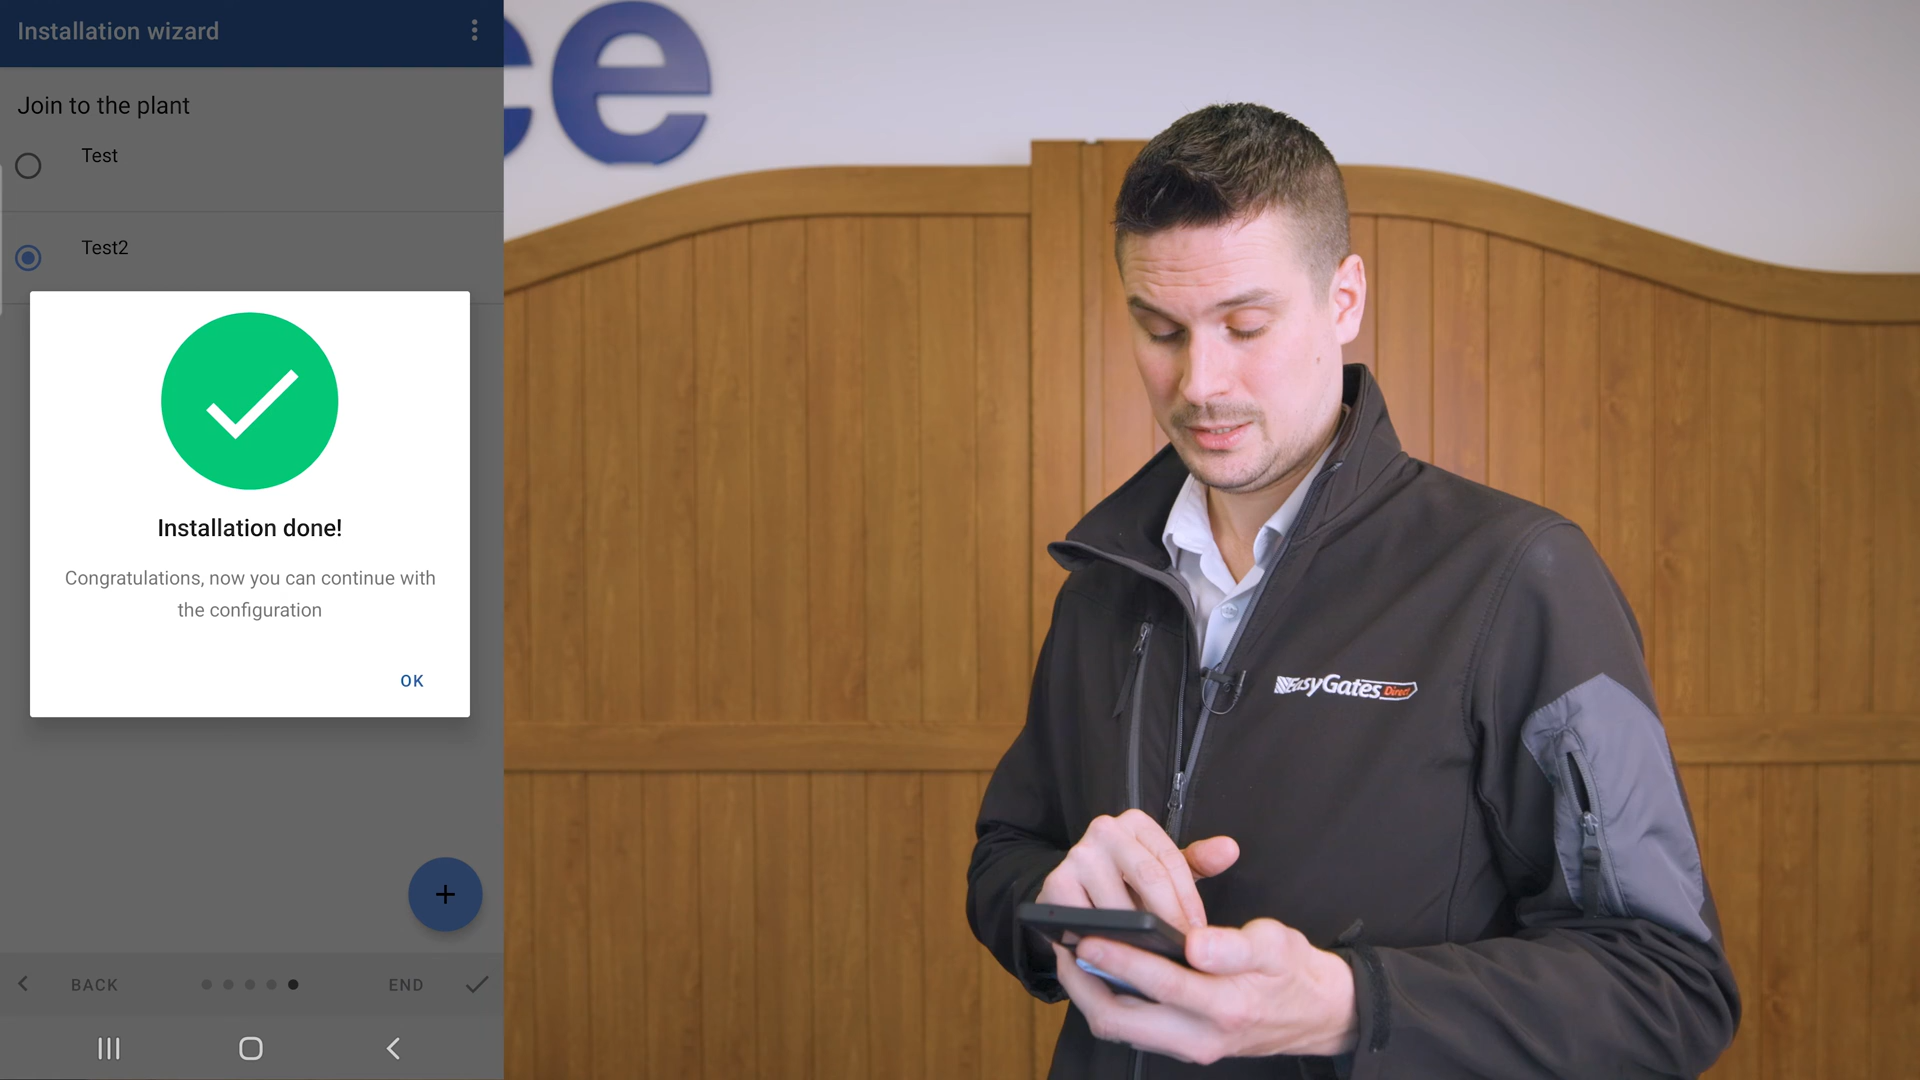 Installation wizard
Join to the plant
Test
Test2
Installation done!
Congratulations, now you can continue with
the configuration
OK
BACK
END
ce
EasyGates Direct